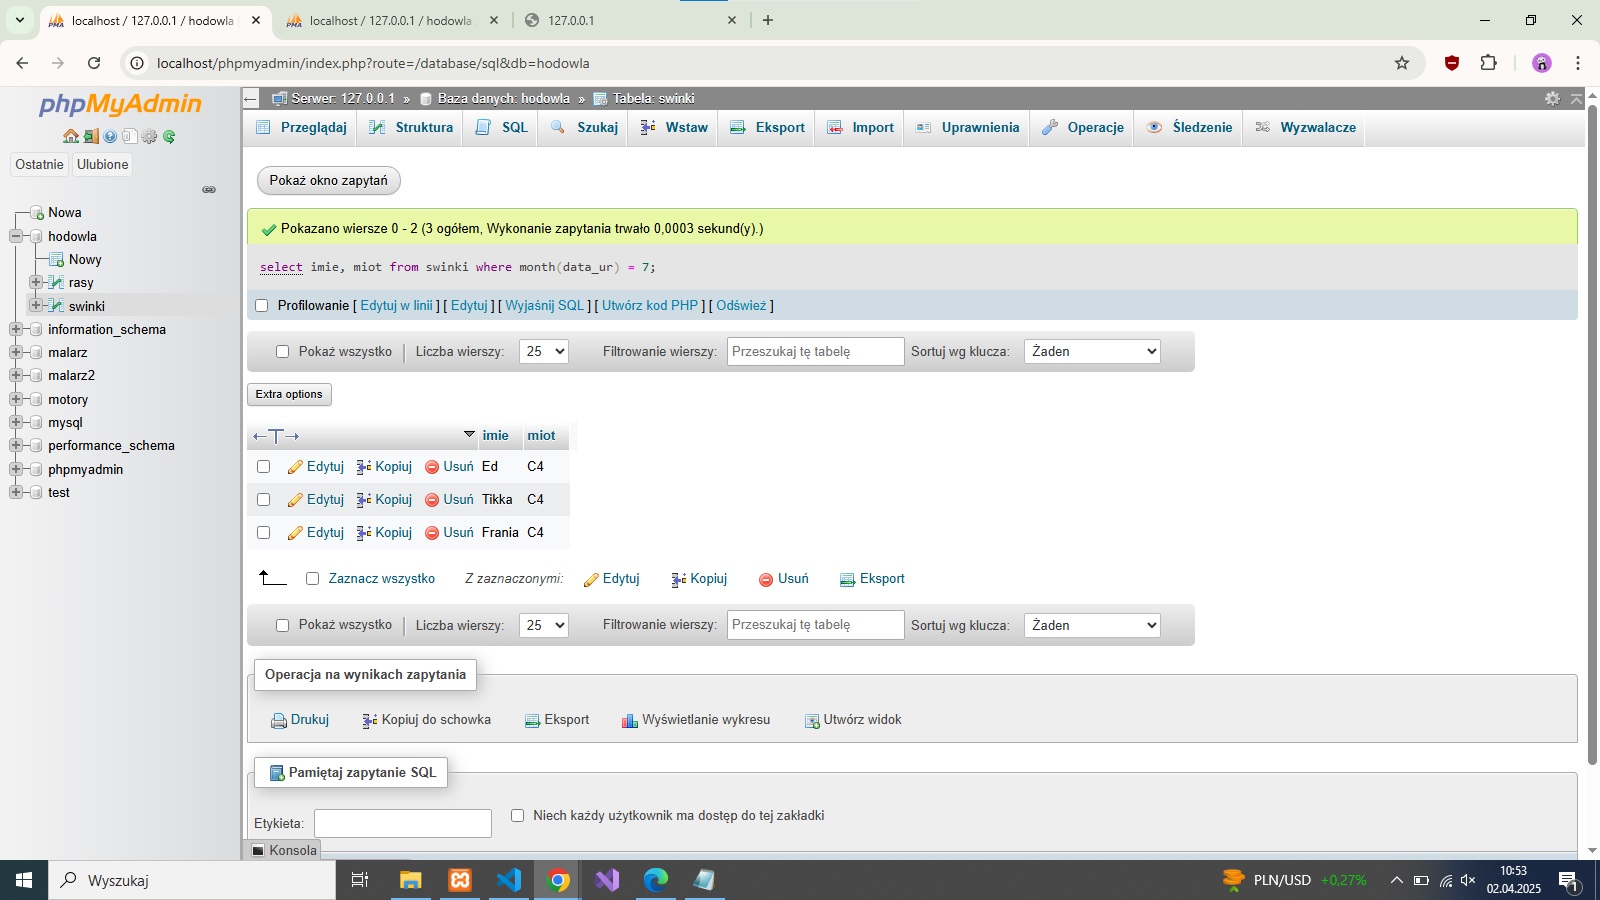 localhost / 127.0.0.1 / hodowla
localhost / 127.0.0.1 / hodowla
127.0.0.1
localhost/phpmyadmin/index.php?route=/database/sql&db=hodowla
phpMyAdmin
Ostatnie
Ulubione
Nowa
hodowla
Nowy
rasy
swinki
information_schema
malarz
malarz2
motory
mysql
performance_schema
phpmyadmin
test
Serwer: 127.0.0.1 » Baza danych: hodowla » Tabela: swinki
Przeglądaj Struktura SQL Szukaj Wstaw Eksport Import Uprawnienia Operacje Śledzenie Wyzwalacze
Pokaż okno zapytań
Pokazano wiersze 0 - 2 (3 ogółem, Wykonanie zapytania trwało 0,0003 sekund(y).)
select imie, miot from swinki where month(data_ur) = 7;
Profilowanie [ Edytuj w linii ] [ Edytuj ] [ Wyjaśnij SQL ] [ Utwórz kod PHP ] [ Odśwież ]
Pokaż wszystko Liczba wierszy: 25 Filtrowanie wierszy: Przeszukaj tę tabelę Sortuj wg klucza: Żaden
Extra options
←T→ imie miot
Edytuj Kopiuj Usuń Ed C4
Edytuj Kopiuj Usuń Tikka C4
Edytuj Kopiuj Usuń Frania C4
Zaznacz wszystko Z zaznaczonymi: Edytuj Kopiuj Usuń Eksport
Pokaż wszystko Liczba wierszy: 25 Filtrowanie wierszy: Przeszukaj tę tabelę Sortuj wg klucza: Żaden
Operacja na wynikach zapytania
Drukuj Kopiuj do schowka Eksport Wyświetlanie wykresu Utwórz widok
Pamiętaj zapytanie SQL
Etykieta: Niech każdy użytkownik ma dostęp do tej zakładki
Konsola
Wyszukaj
PLN/USD +0,27%
10:53
02.04.2025
1